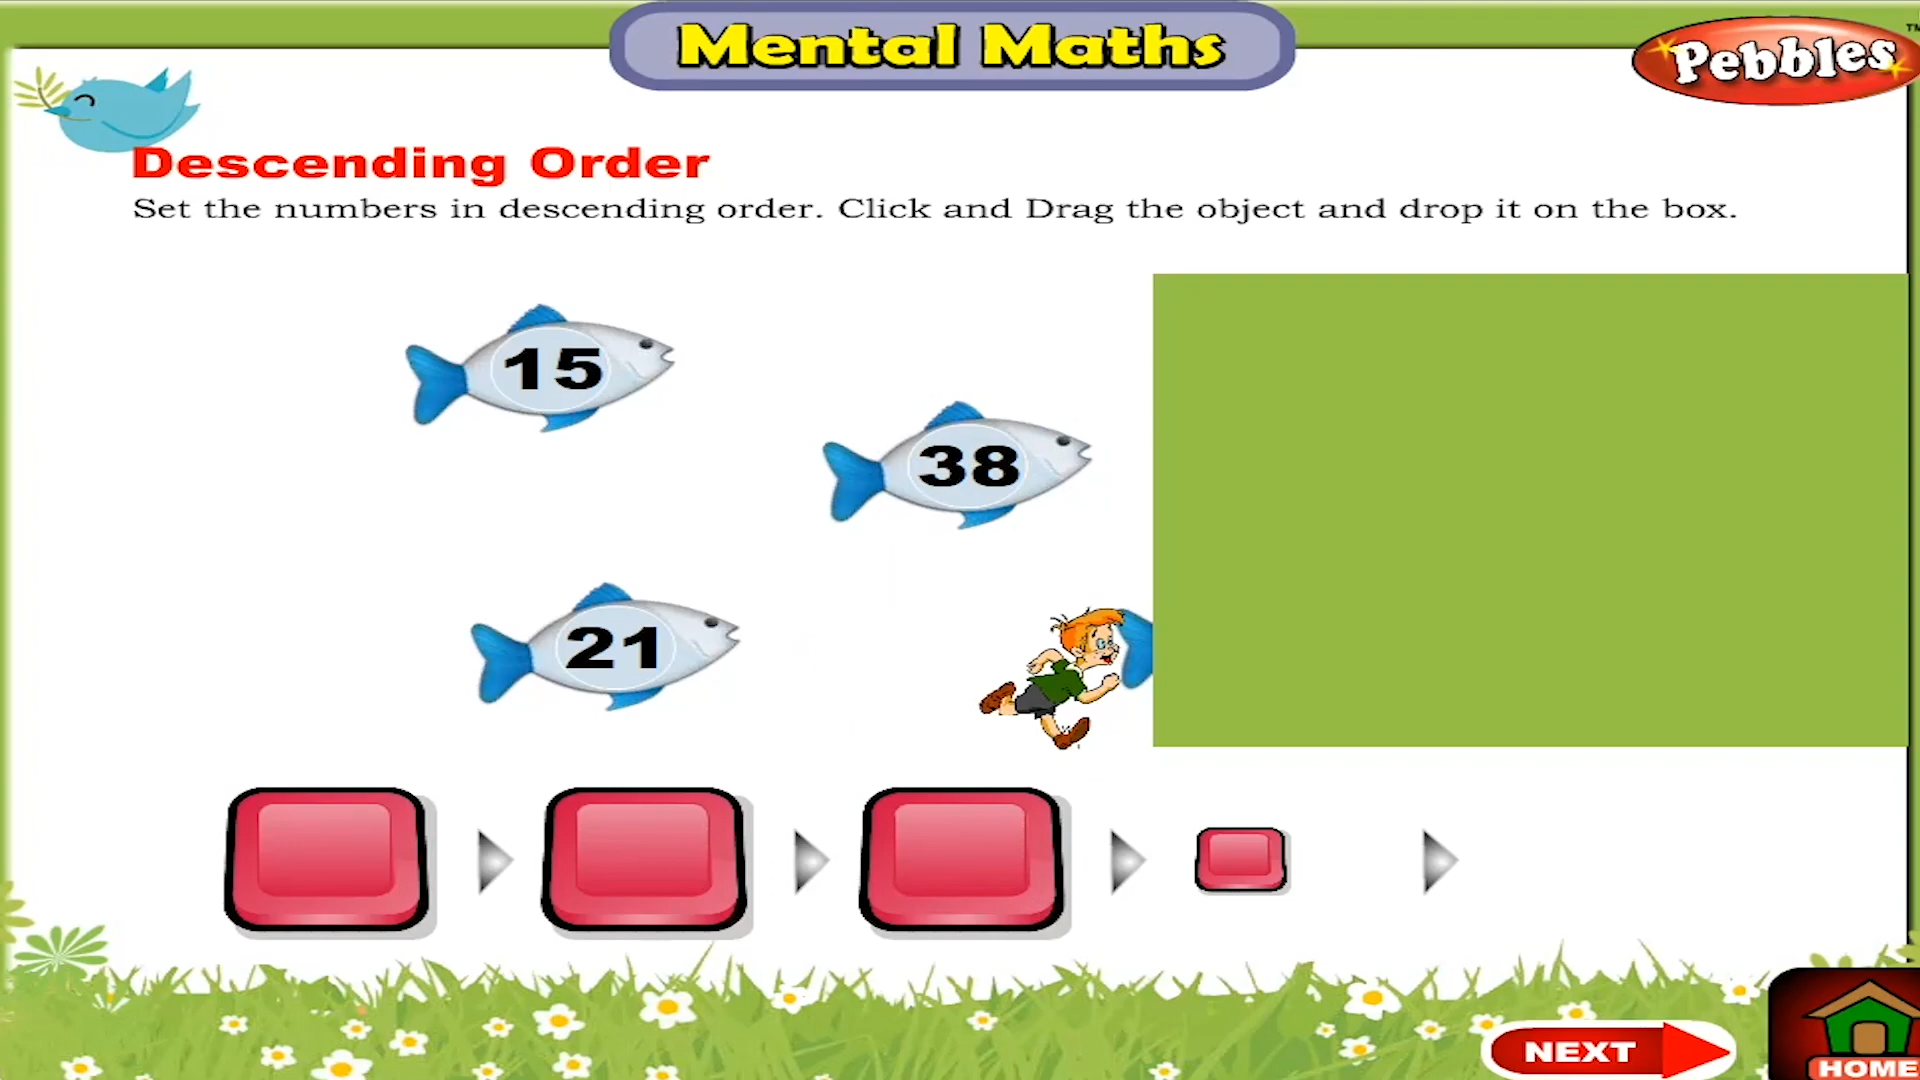 Mental Maths
Pebbles
TM
Descending Order
Set the numbers in descending order. Click and Drag the object and drop it on the box.
15
38
21
NEXT
HOME